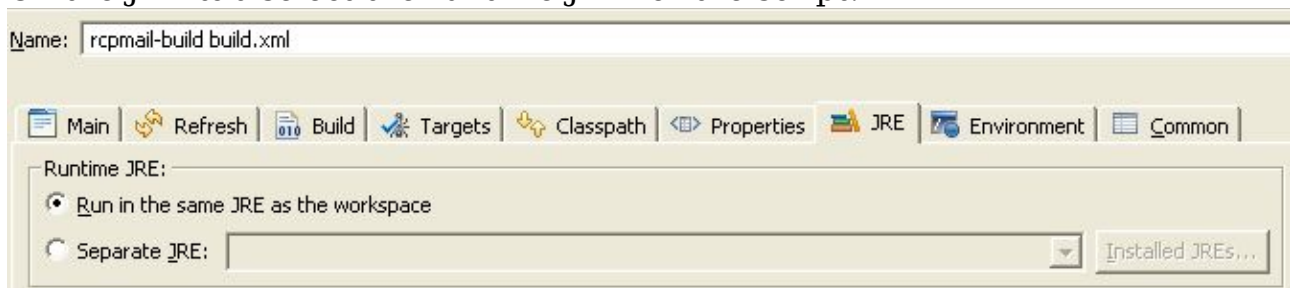 Name: rcpmail-build build.xml
Main Refresh Build Targets Classpath Properties JRE Environment Common
Runtime JRE:
Run in the same JRE as the workspace
Separate JRE: Installed JREs...